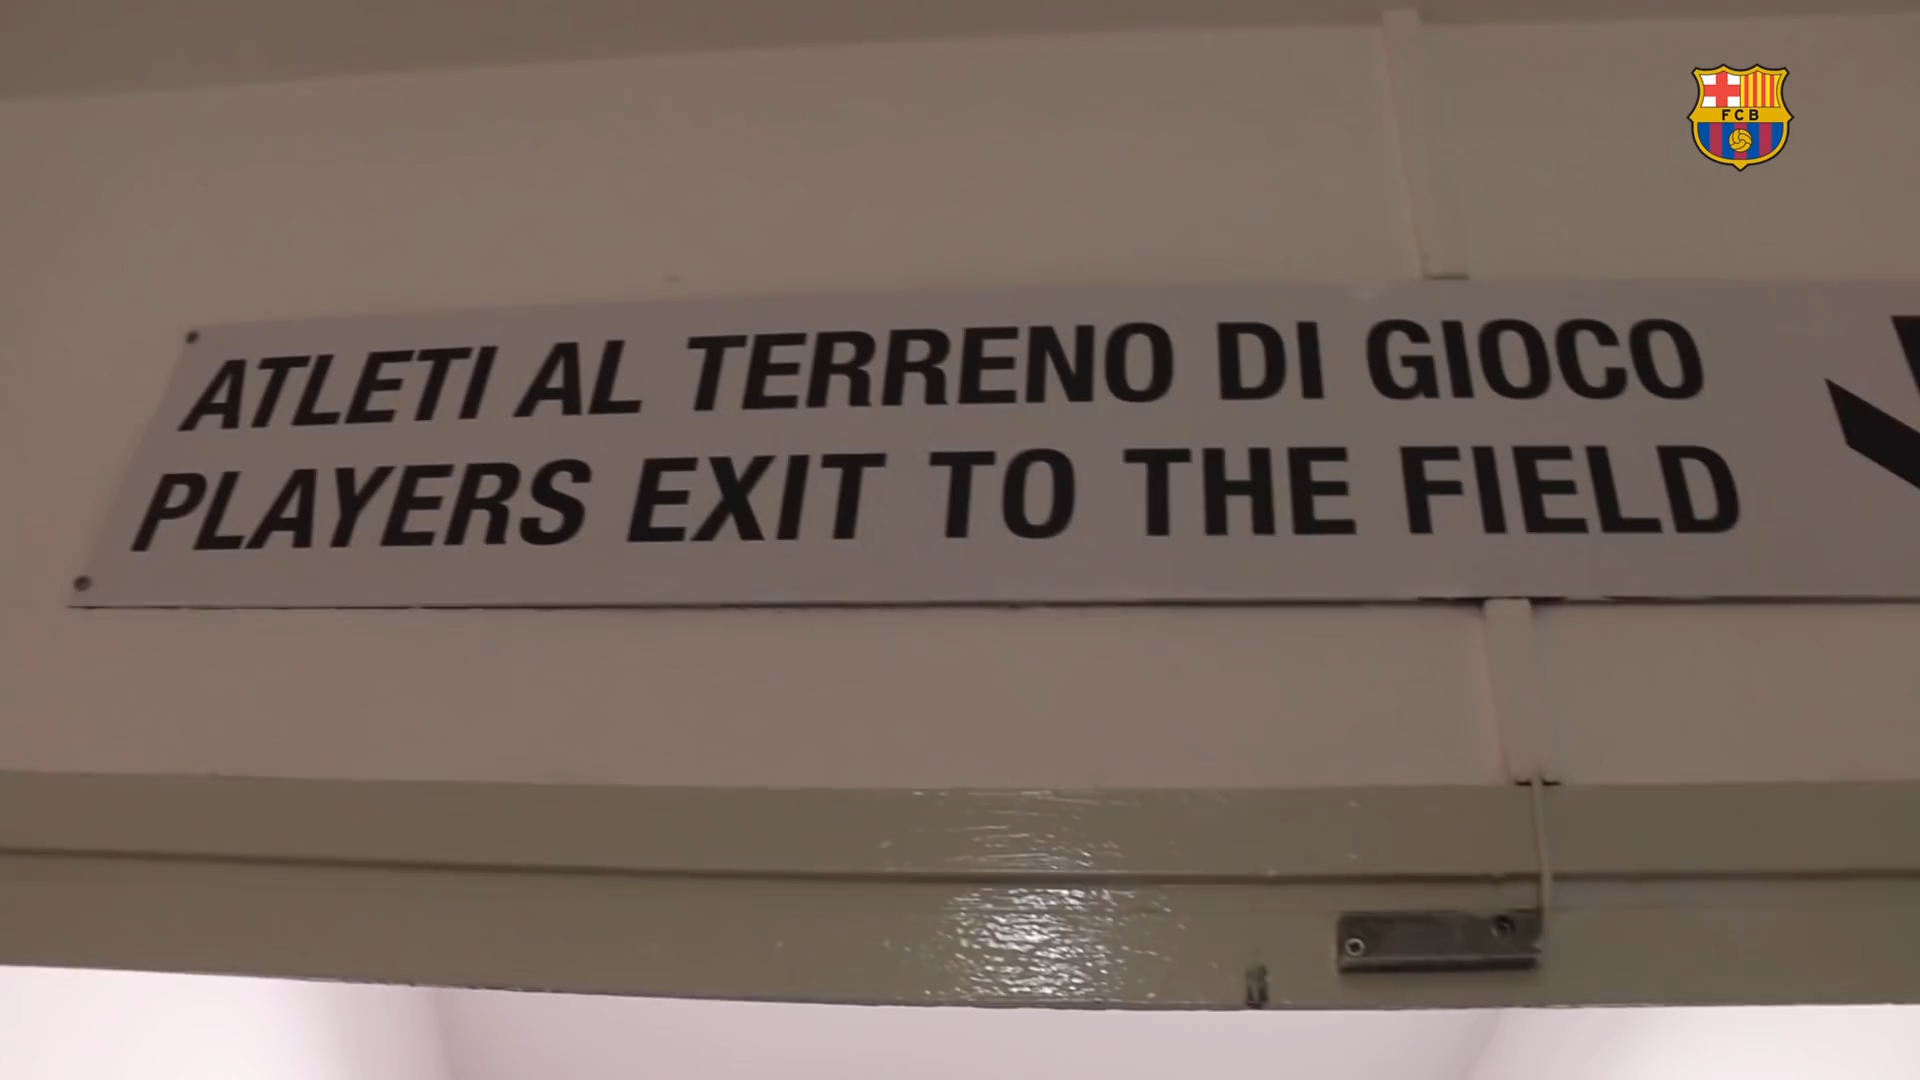 FCB
ATLETI AL TERRENO DI GIOCO
PLAYERS EXIT TO THE FIELD